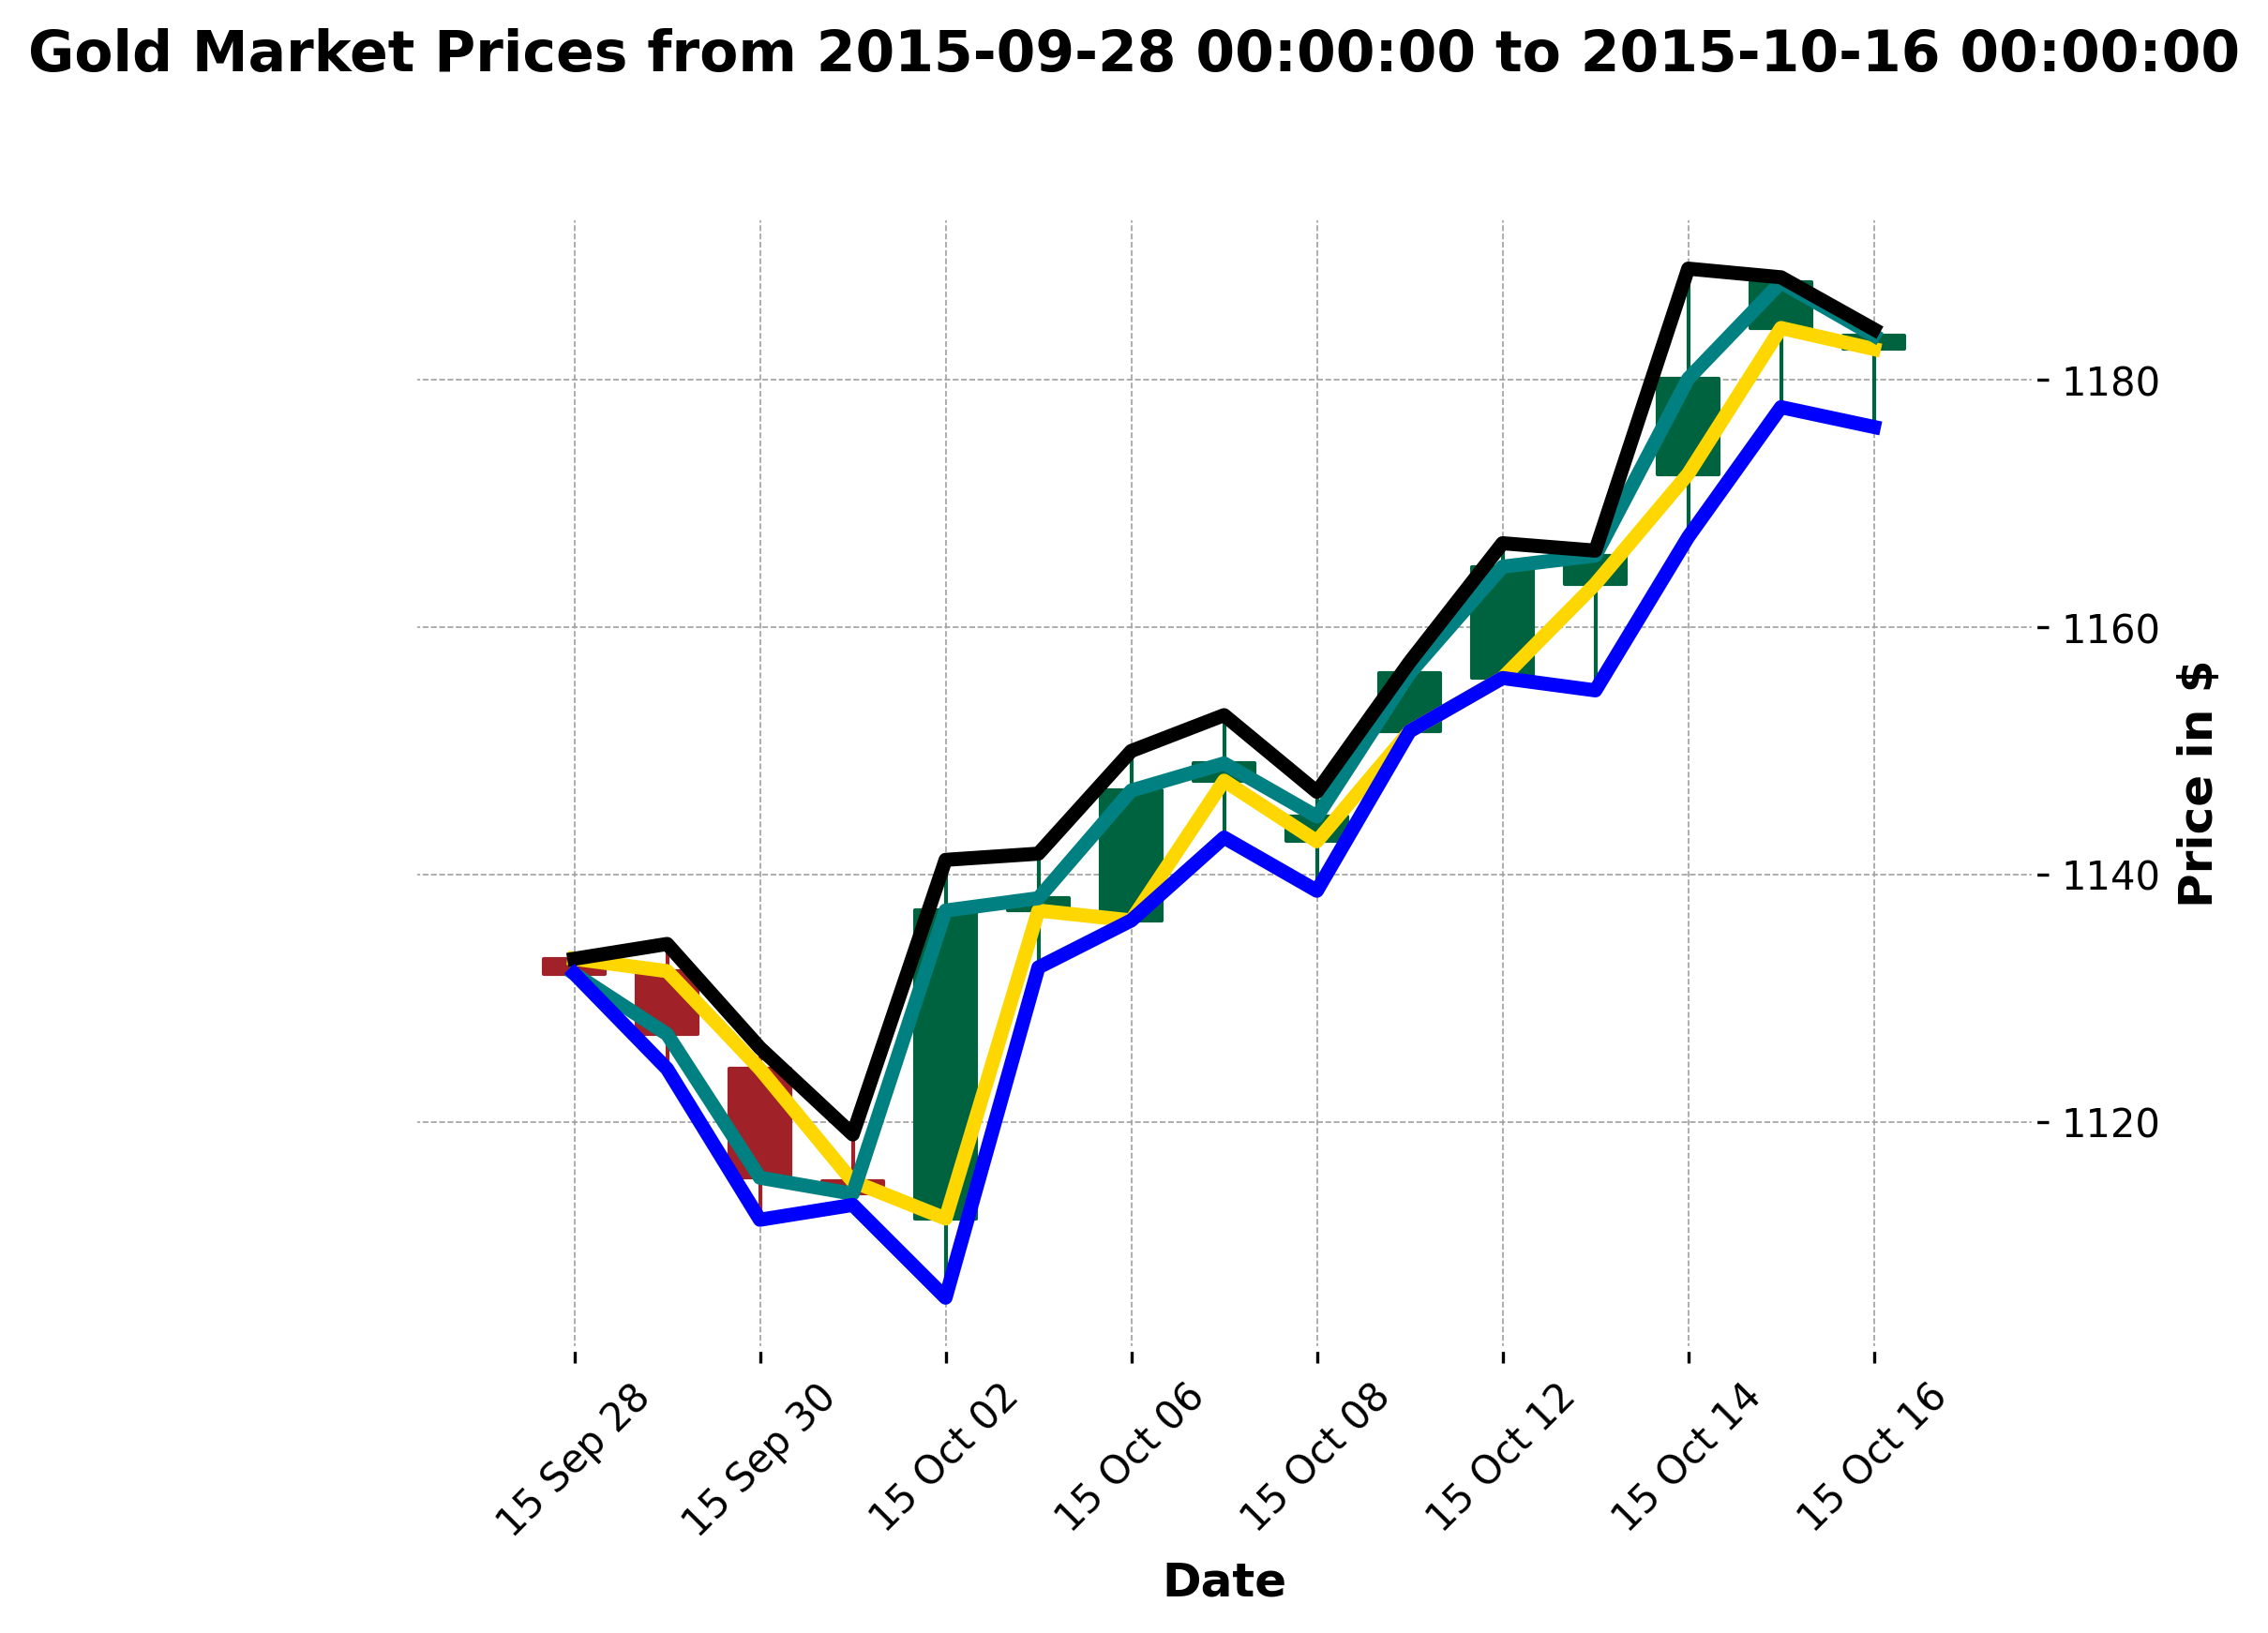 Gold Market Prices from 2015-09-28 00:00:00 to 2015-10-16 00:00:00
1180
1160
1140
1120
Price in $
15 Sep 28
15 Sep 30
15 Oct 02
15 Oct 06
15 Oct 08
15 Oct 12
15 Oct 14
15 Oct 16
Date